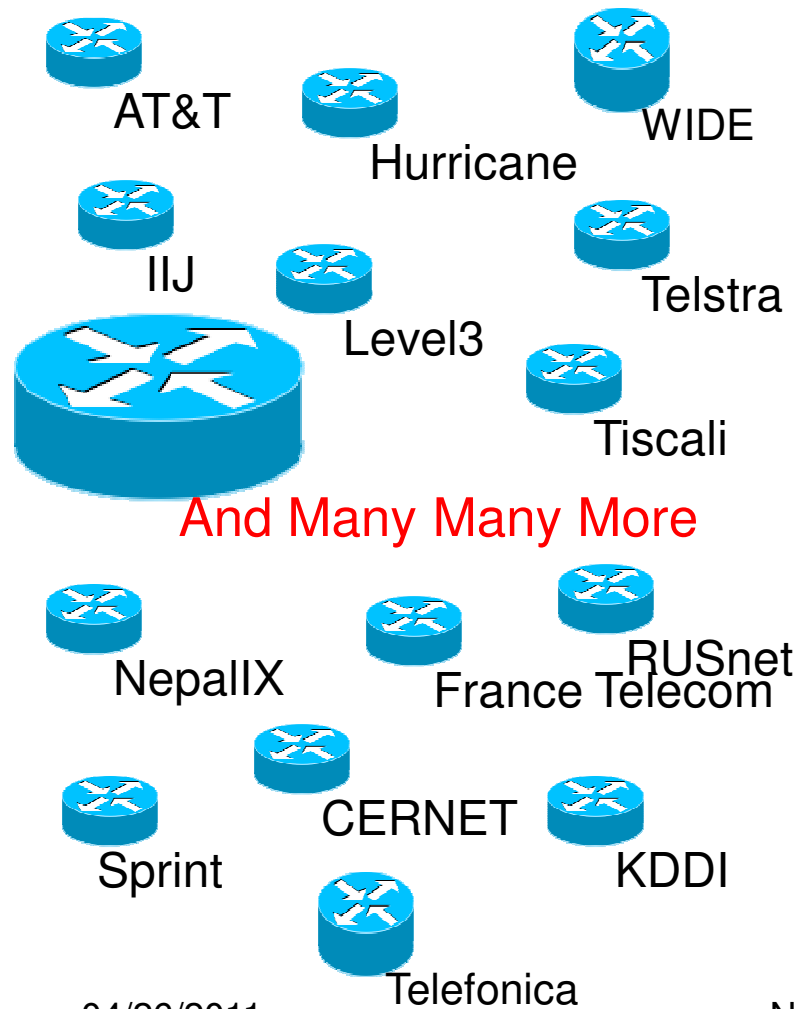 AT&T
WIDE
Hurricane
IIJ
Telstra
Level3
Tiscali
And Many Many More
RUSnet
NepalIX
France Telecom
CERNET
Sprint
KDDI
Telefonica